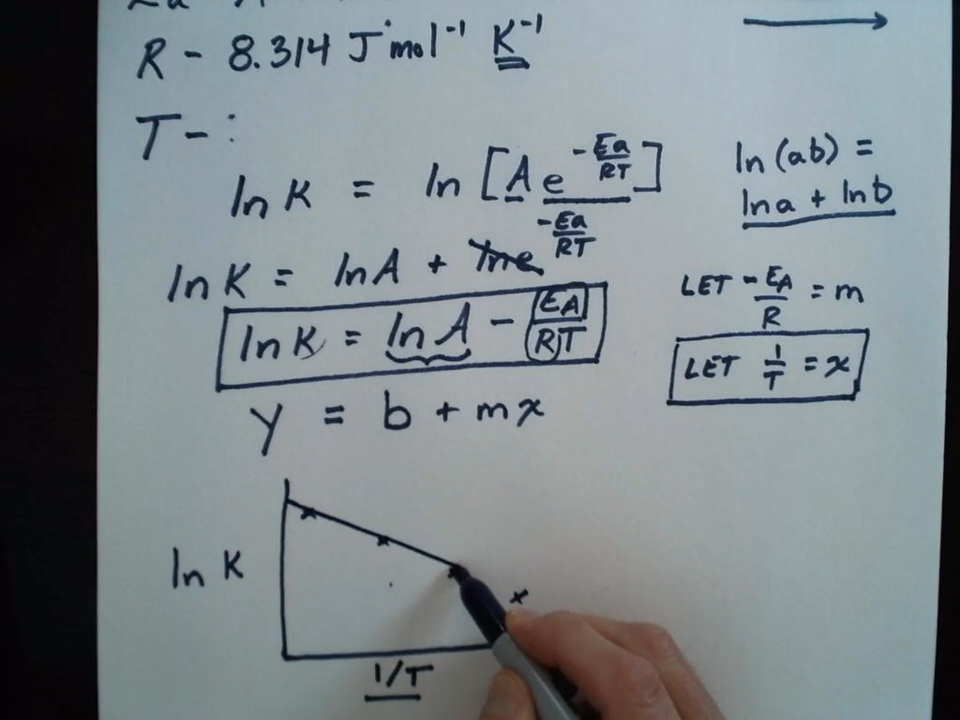 R - 8.314 J mol⁻¹ K⁻¹
T - :
ln K = ln [A e^(-Ea/RT)]
ln(ab) =
ln a + ln b
ln K = ln A + ln e^(-Ea/RT)
LET -EA/R = m
ln K = ln A - EA/RT
LET 1/T = x
y = b + mx
ln K
1/T